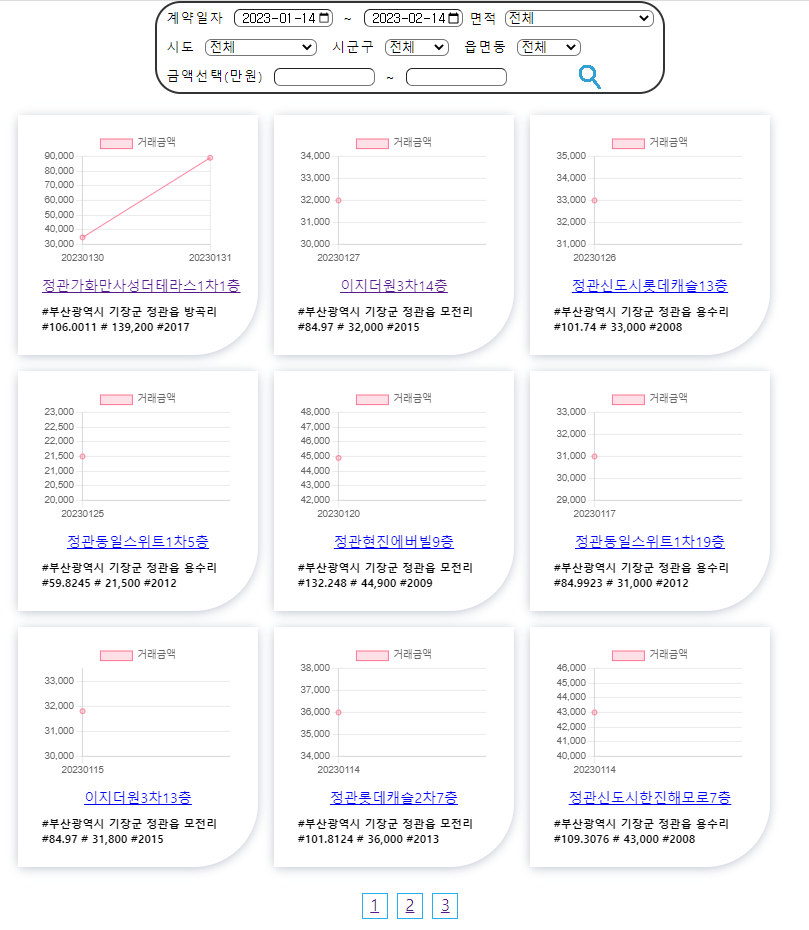 계약일자 2023-01-14 ~ 2023-02-14 면적 전체
시도 전체 시군구 전체 읍면동 전체
금액선택(만원) ~
거래금액
90,000
80,000
70,000
60,000
50,000
40,000
30,000
20230130 20230131
정관가화만사성더테라스1차1층
#부산광역시 기장군 정관읍 방곡리
#106.0011 # 139,200 #2017
거래금액
34,000
33,000
32,000
31,000
30,000
20230127
이지더원3차14층
#부산광역시 기장군 정관읍 모전리
#84.97 # 32,000 #2015
거래금액
35,000
34,000
33,000
32,000
31,000
20230126
정관신도시롯데캐슬13층
#부산광역시 기장군 정관읍 용수리
#101.74 # 33,000 #2008
거래금액
23,000
22,500
22,000
21,500
21,000
20,500
20,000
20230125
정관동일스위트1차5층
#부산광역시 기장군 정관읍 용수리
#59.8245 # 21,500 #2012
거래금액
48,000
47,000
46,000
45,000
44,000
43,000
42,000
20230120
정관현진에버빌9층
#부산광역시 기장군 정관읍 모전리
#132.248 # 44,900 #2009
거래금액
33,000
32,000
31,000
30,000
29,000
20230117
정관동일스위트1차19층
#부산광역시 기장군 정관읍 용수리
#84.9923 # 31,000 #2012
거래금액
33,000
32,000
31,000
30,000
20230115
이지더원3차13층
#부산광역시 기장군 정관읍 모전리
#84.97 # 31,800 #2015
거래금액
38,000
37,000
36,000
35,000
34,000
20230114
정관롯데캐슬2차7층
#부산광역시 기장군 정관읍 모전리
#101.8124 # 36,000 #2013
거래금액
46,000
45,000
44,000
43,000
42,000
41,000
40,000
20230114
정관신도시한진해모로7층
#부산광역시 기장군 정관읍 용수리
#109.3076 # 43,000 #2008
1 2 3